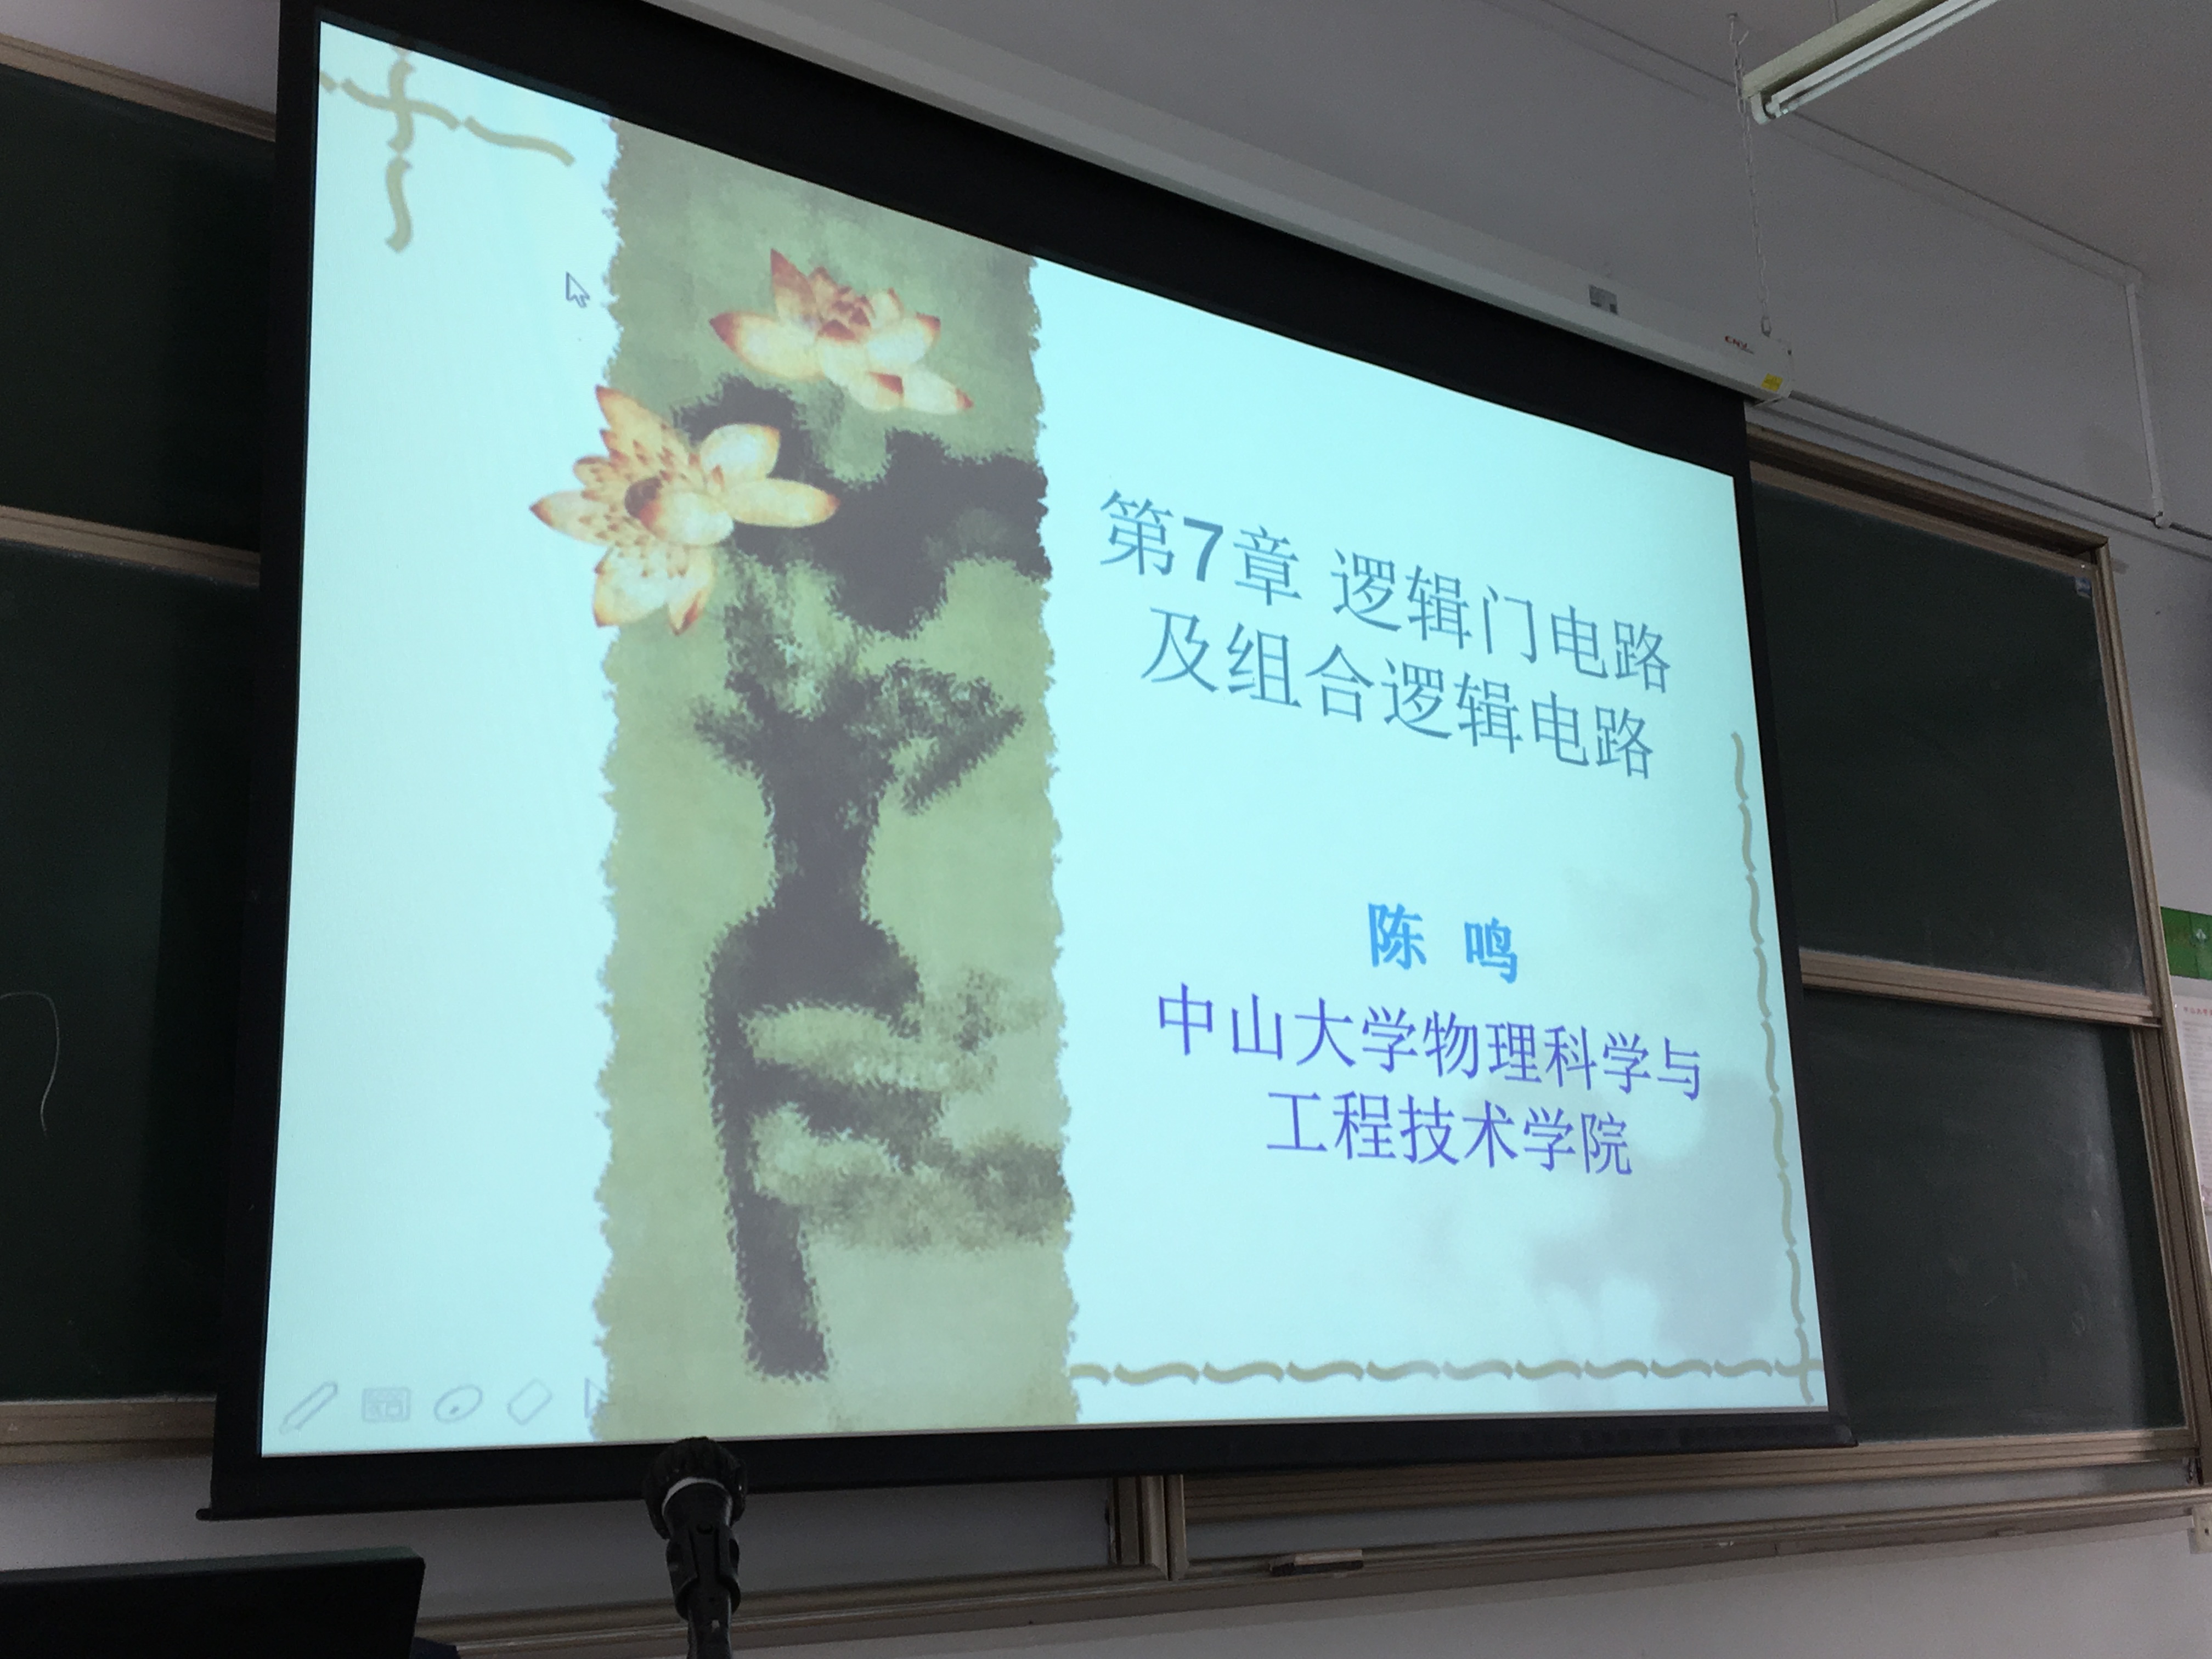 第7章 逻辑门电路
及组合逻辑电路
陈 鸣
中山大学物理科学与
工程技术学院